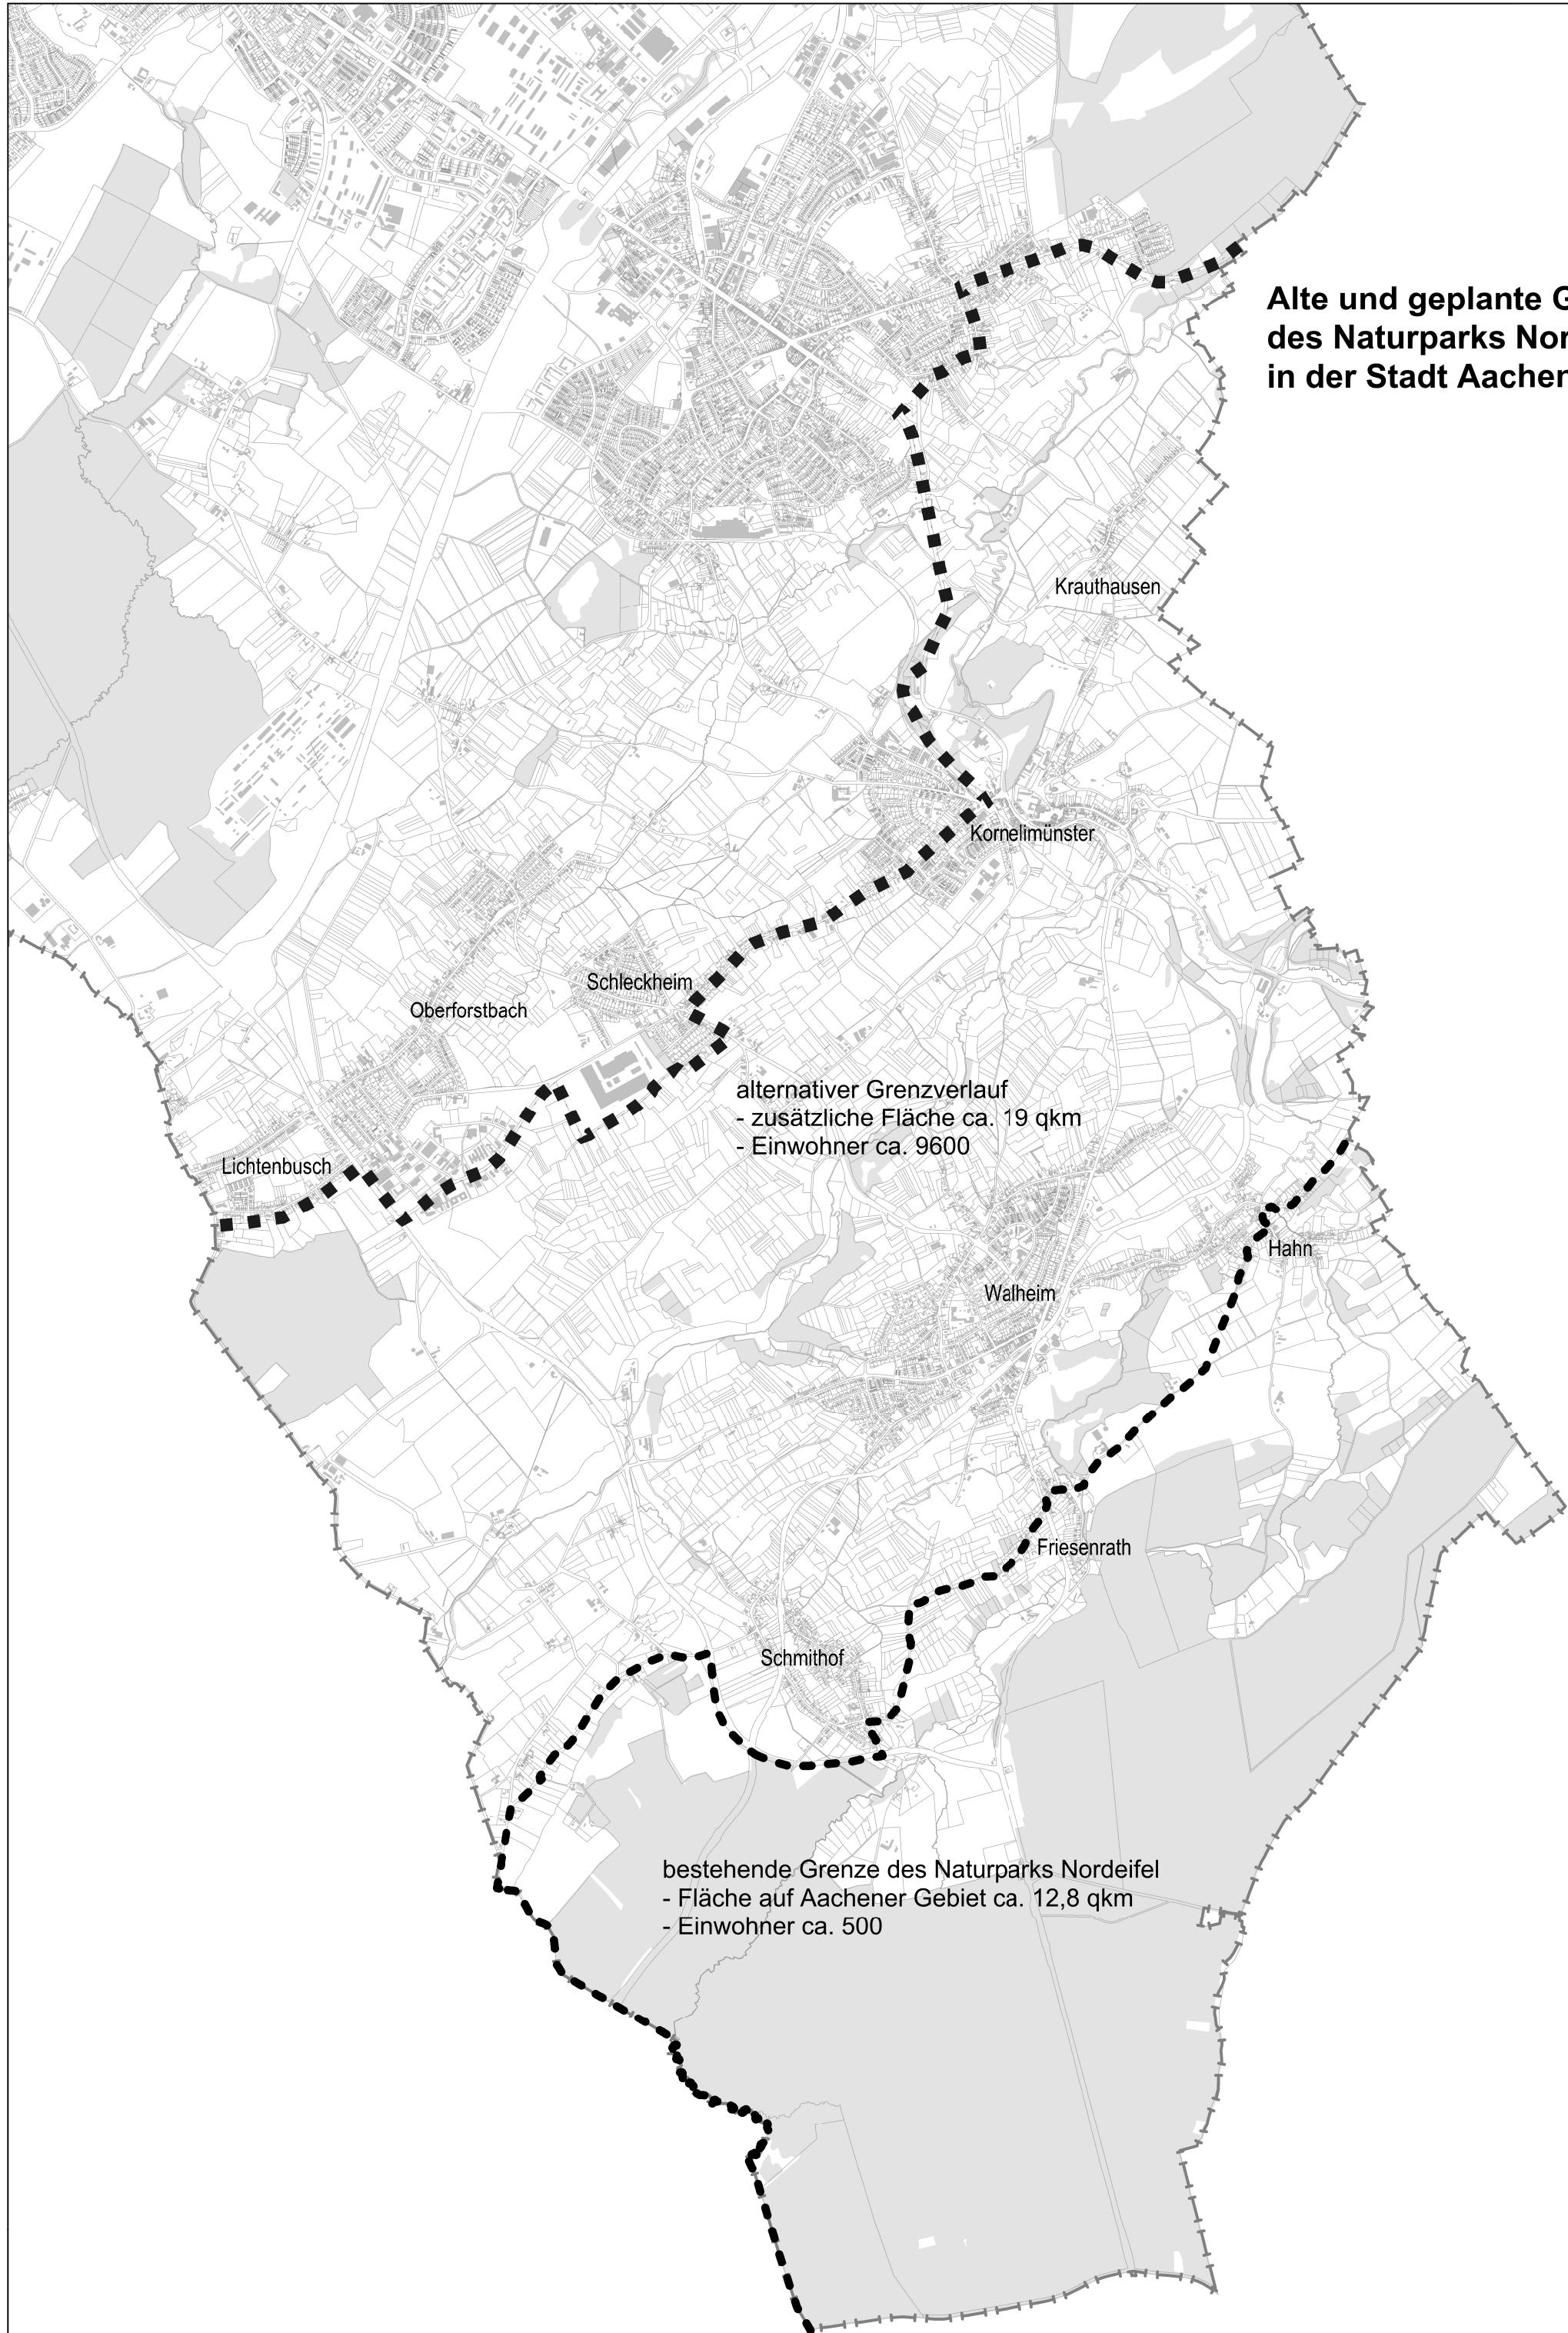 Alte und geplante G
des Naturparks Nor
in der Stadt Aachen
Krauthausen
Kornelimünster
Schleckheim
Oberforstbach
alternativer Grenzverlauf
- zusätzliche Fläche ca. 19 qkm
- Einwohner ca. 9600
Lichtenbusch
Hahn
Walheim
Friesenrath
Schmithof
bestehende Grenze des Naturparks Nordeifel
- Fläche auf Aachener Gebiet ca. 12,8 qkm
- Einwohner ca. 500